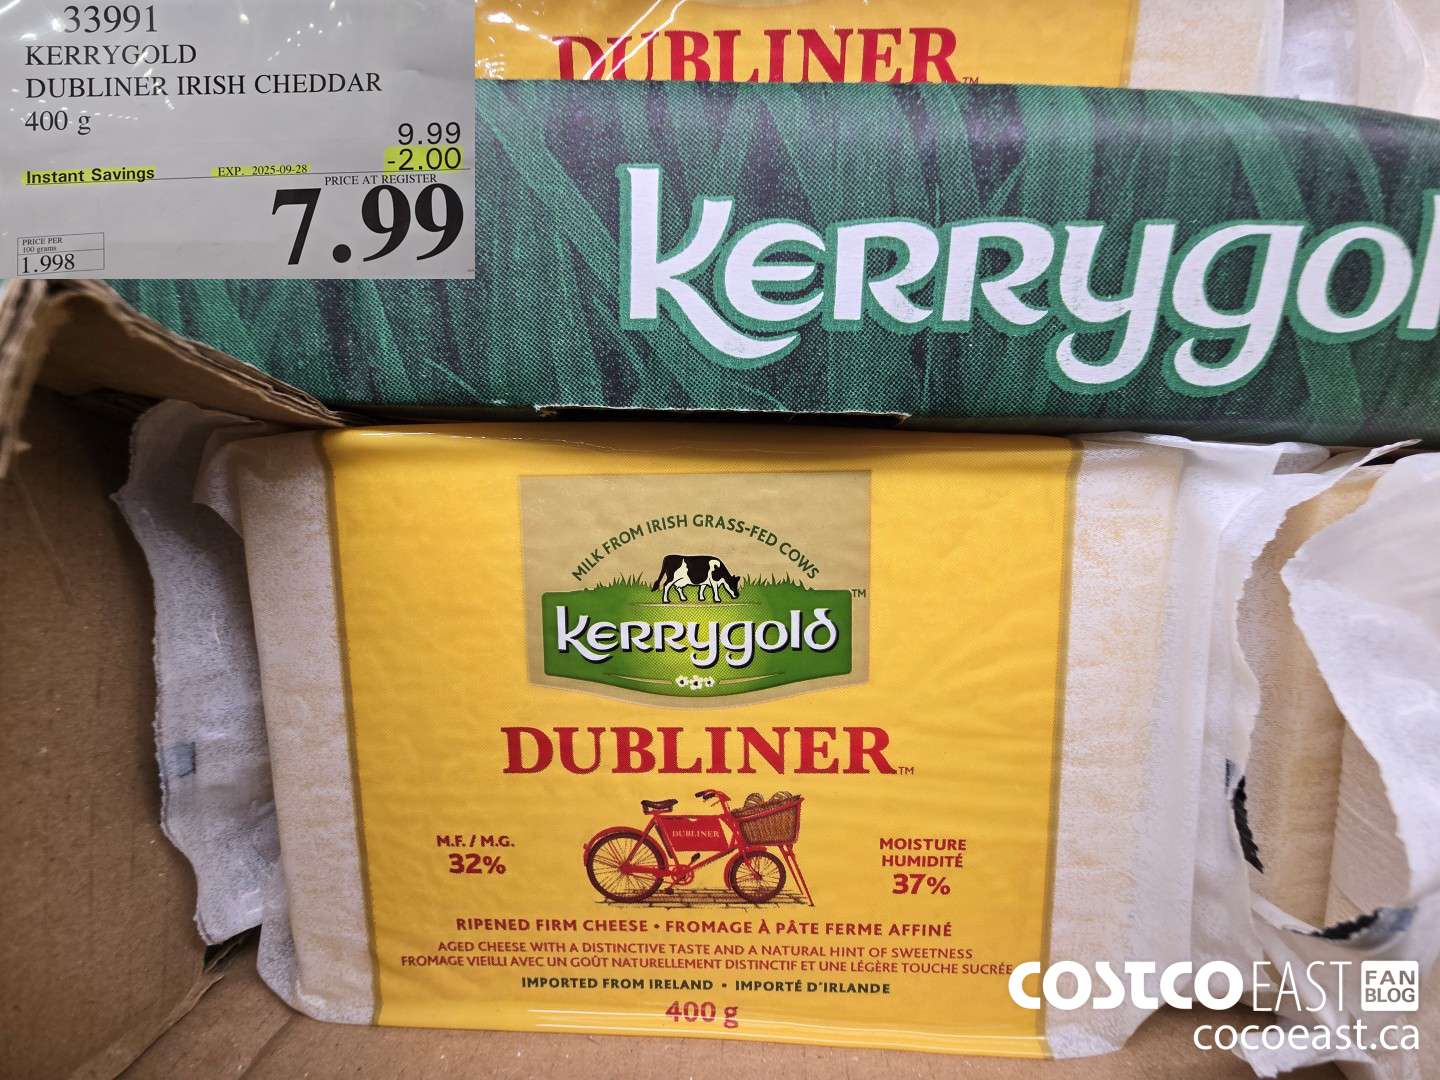 33991
KERRYGOLD
DUBLINER IRISH CHEDDAR
400 g
9.99
Instant Savings EXP. 2025-09-28 -2.00
PRICE AT REGISTER
7.99
PRICE PER
100 grams
1.998
DUBLINER™
Kerrygol
MILK FROM IRISH GRASS-FED COWS
Kerrygold™
DUBLINER™
DUBLINER
M.F. / M.G.
32%
MOISTURE
HUMIDITÉ
37%
RIPENED FIRM CHEESE • FROMAGE À PÂTE FERME AFFINÉ
AGED CHEESE WITH A DISTINCTIVE TASTE AND A NATURAL HINT OF SWEETNESS
FROMAGE VIEILLI AVEC UN GOÛT NATURELLEMENT DISTINCTIF ET UNE LÉGÈRE TOUCHE SUCRÉE
IMPORTED FROM IRELAND • IMPORTÉ D'IRLANDE
400 g
COSTCO EAST FAN BLOG
cocoeast.ca